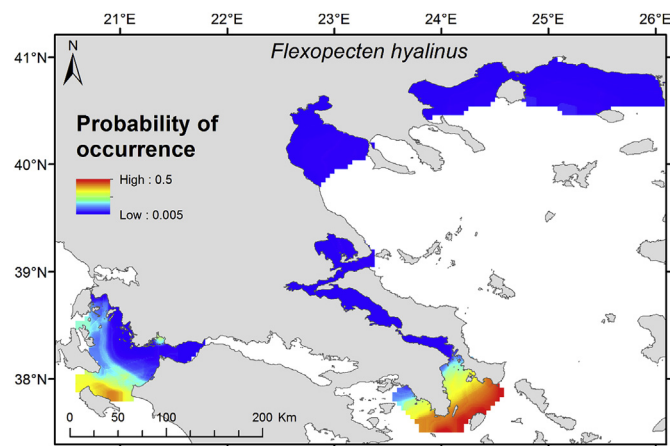 21°E 22°E 23°E 24°E 25°E 26°E
41°N
N
Flexopecten hyalinus
Probability of
occurrence
40°N
High : 0.5
Low : 0.005
39°N
38°N
0 50 100 200 Km